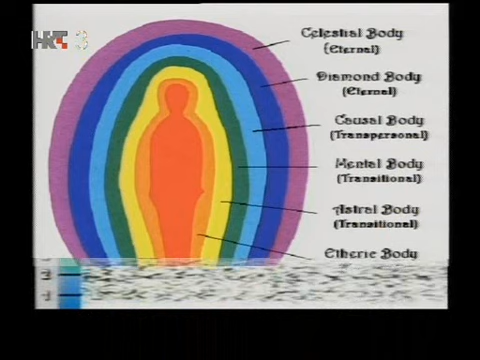 HRT 3
Celestial Body
(Eternal)
Diamond Body
(Eternal)
Causal Body
(Transpersonal)
Mental Body
(Transitional)
Astral Body
(Transitional)
Etheric Body